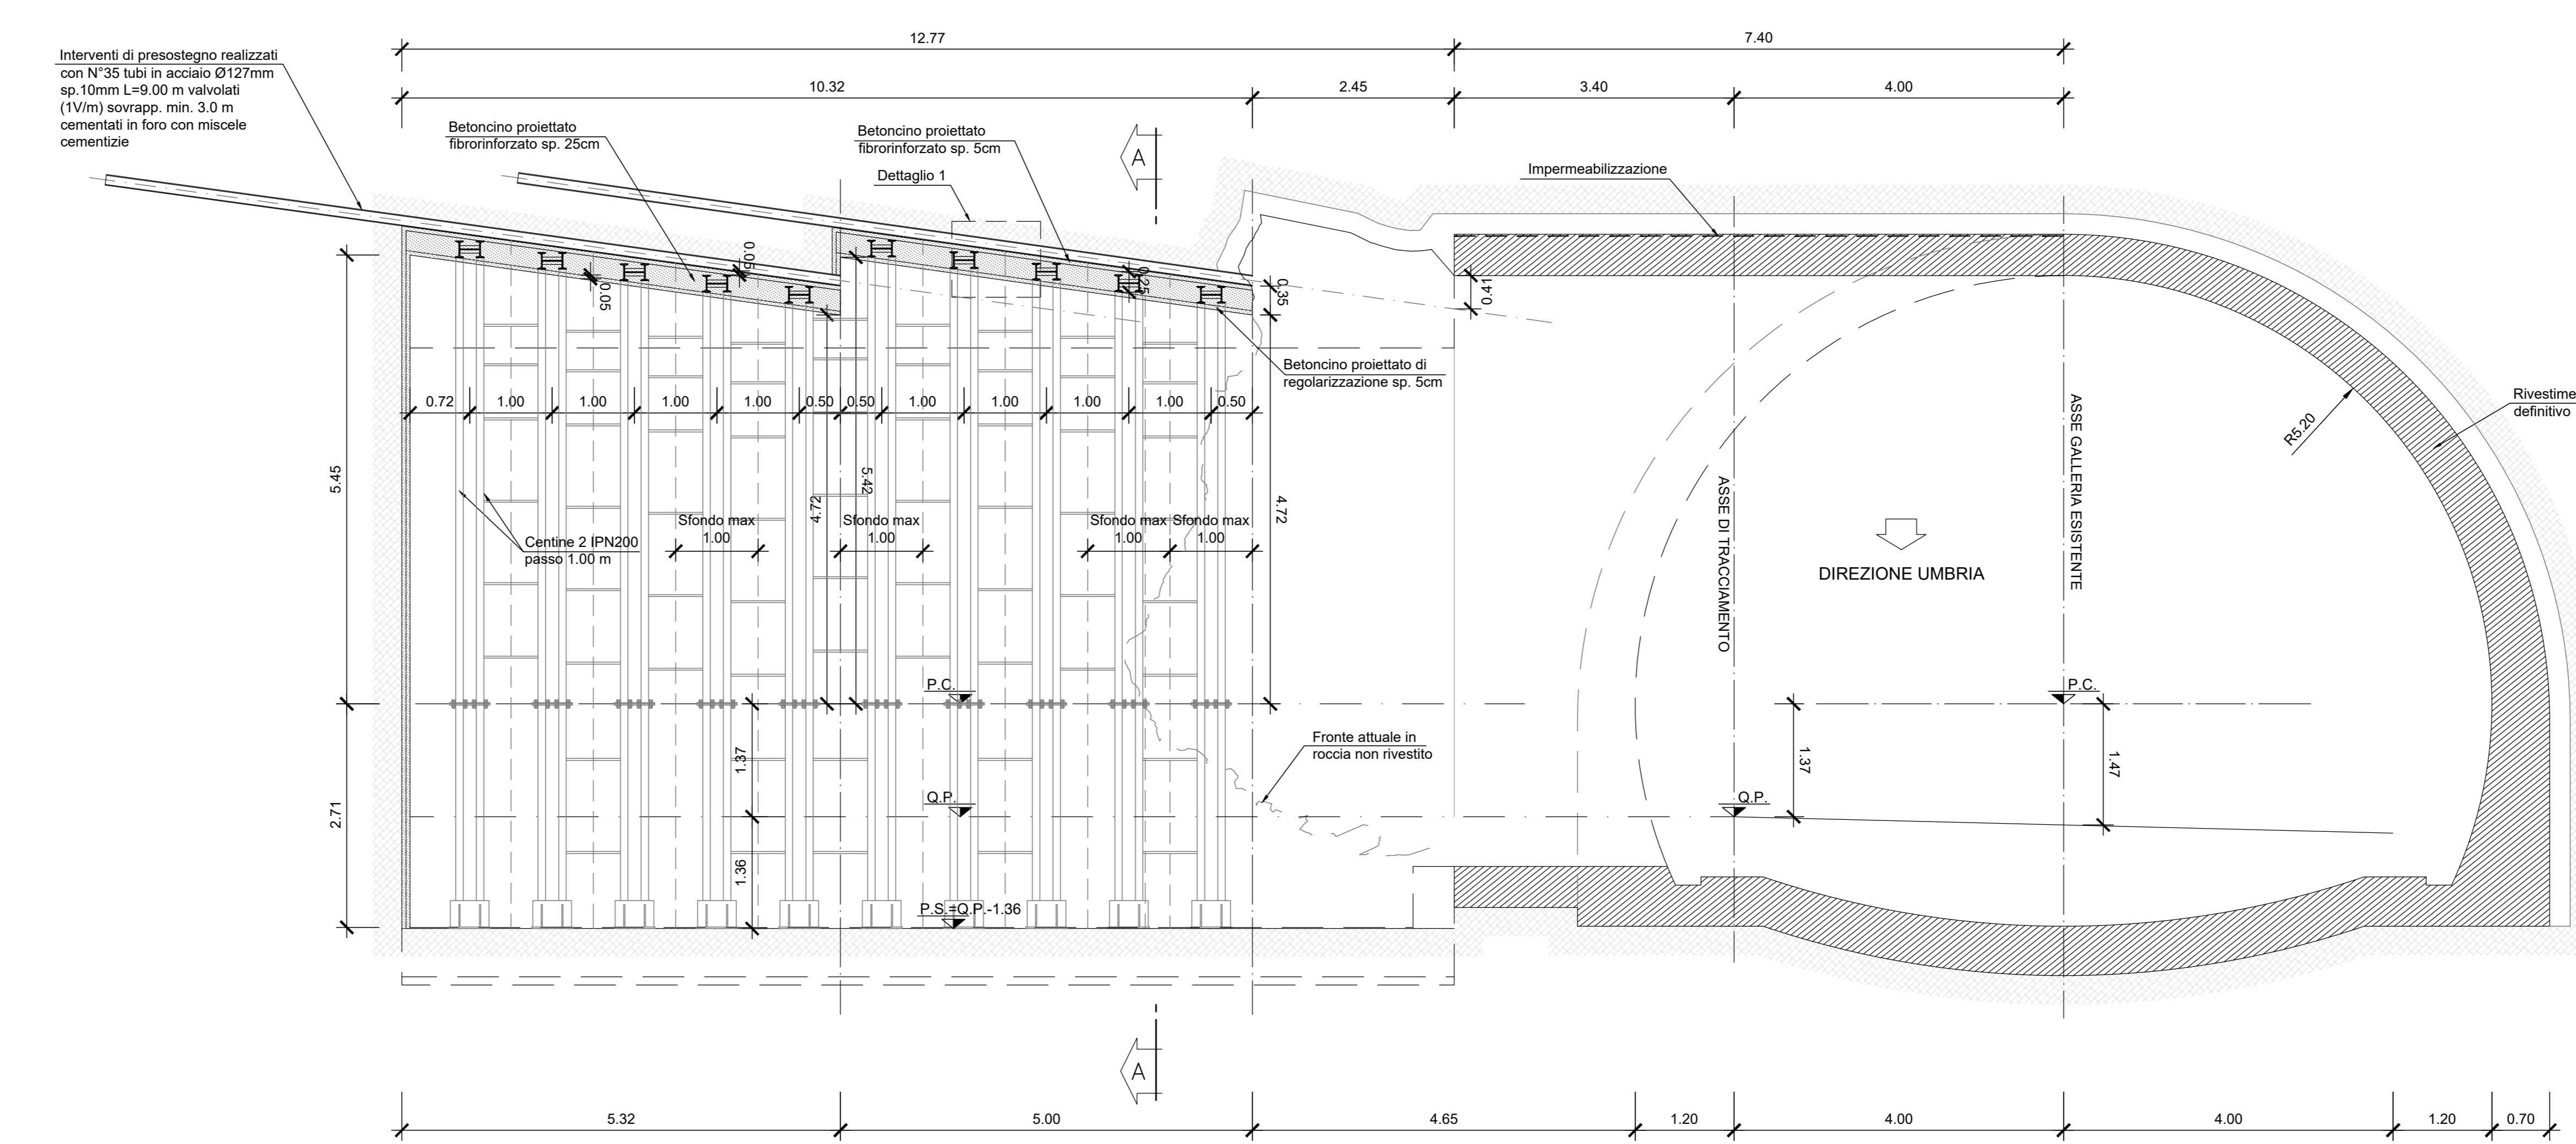 12.77
7.40
10.32
2.45
3.40
4.00
Interventi di presostegno realizzati
con N°35 tubi in acciaio Ø127mm
sp.10mm L=9.00 m valvolati
(1V/m) sovrapp. min. 3.0 m
cementati in foro con miscele
cementizie
Betoncino proiettato
fibrorinforzato sp. 25cm
Betoncino proiettato
fibrorinforzato sp. 5cm
Dettaglio 1
A
Impermeabilizzazione
0.05
0.05
0.25
0.35
0.41
Betoncino proiettato di
regolarizzazione sp. 5cm
0.72
1.00
1.00
1.00
1.00
0.50
0.50
1.00
1.00
1.00
1.00
0.50
5.45
5.42
4.72
4.72
Sfondo max
1.00
Sfondo max
1.00
Sfondo max
1.00
Sfondo max
1.00
Centine 2 IPN200
passo 1.00 m
ASSE DI TRACCIAMENTO
ASSE GALLERIA ESISTENTE
DIREZIONE UMBRIA
R5.20
Rivestime
definitivo
P.C.
P.C.
Fronte attuale in
roccia non rivestito
1.37
1.37
1.47
Q.P.
Q.P.
2.71
1.36
P.S.=Q.P.-1.36
A
5.32
5.00
4.65
1.20
4.00
4.00
1.20
0.70